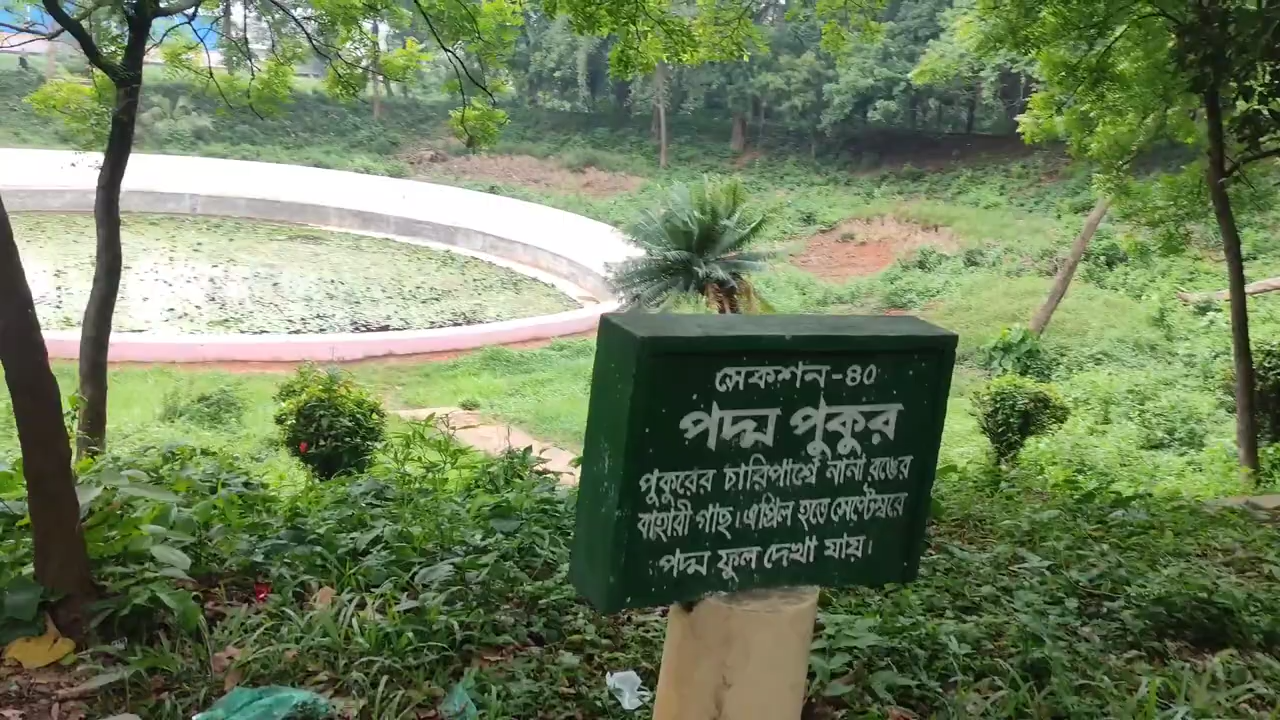 সেকশন-৪০
পদ্ম পুকুর
পুকুরের চারিপার্শ্বে নানা রঙের
বাহারী গাছ। এপ্রিল হতে সেপ্টেম্বরে
পদ্ম ফুল দেখা যায়।